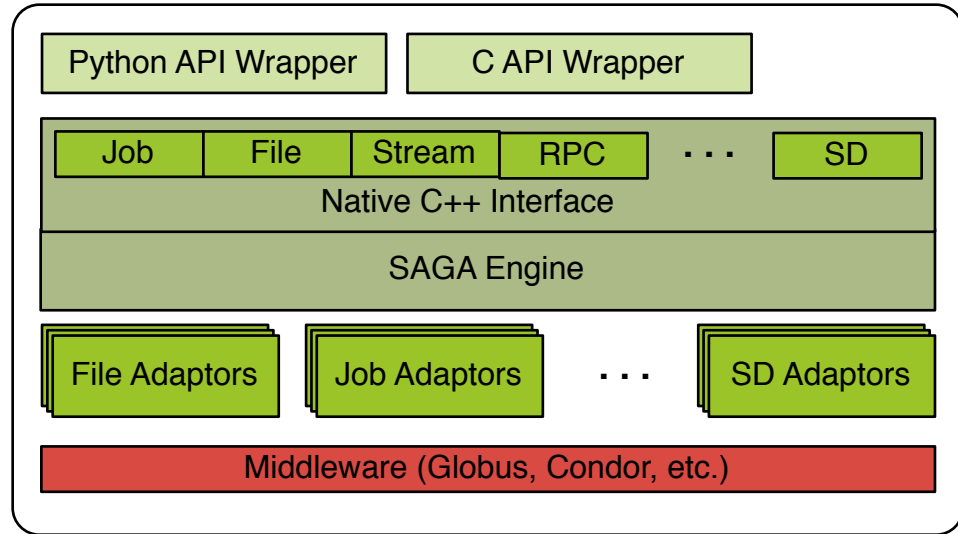 Python API Wrapper C API Wrapper
Job File Stream RPC . . . SD
Native C++ Interface
SAGA Engine
File Adaptors Job Adaptors . . . SD Adaptors
Middleware (Globus, Condor, etc.)